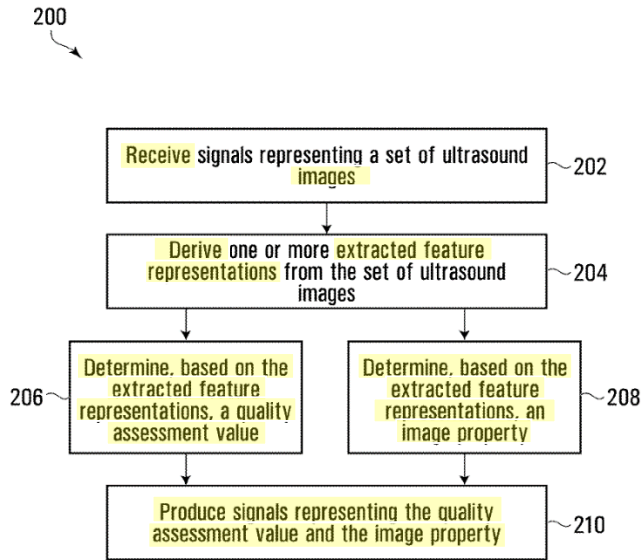 200
Receive signals representing a set of ultrasound
images
202
Derive one or more extracted feature
representations from the set of ultrasound
images
204
206
Determine, based on the
extracted feature
representations, a quality
assessment value
Determine, based on the
extracted feature
representations, an
image property
208
Produce signals representing the quality
assessment value and the image property
210